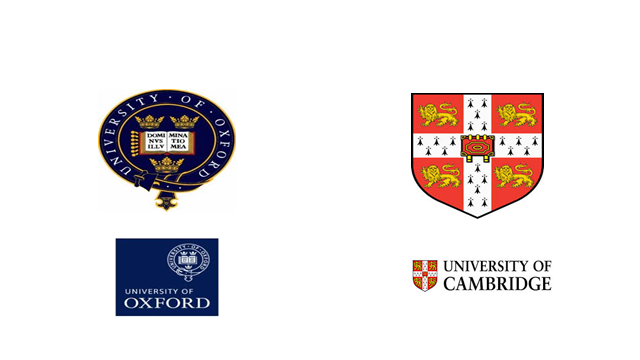 UNIVERSITY · OF · OXFORD
DOMI MINA
NVS TIO
ILLV MEA
UNIVERSITY OF
OXFORD
UNIVERSITY OF
CAMBRIDGE